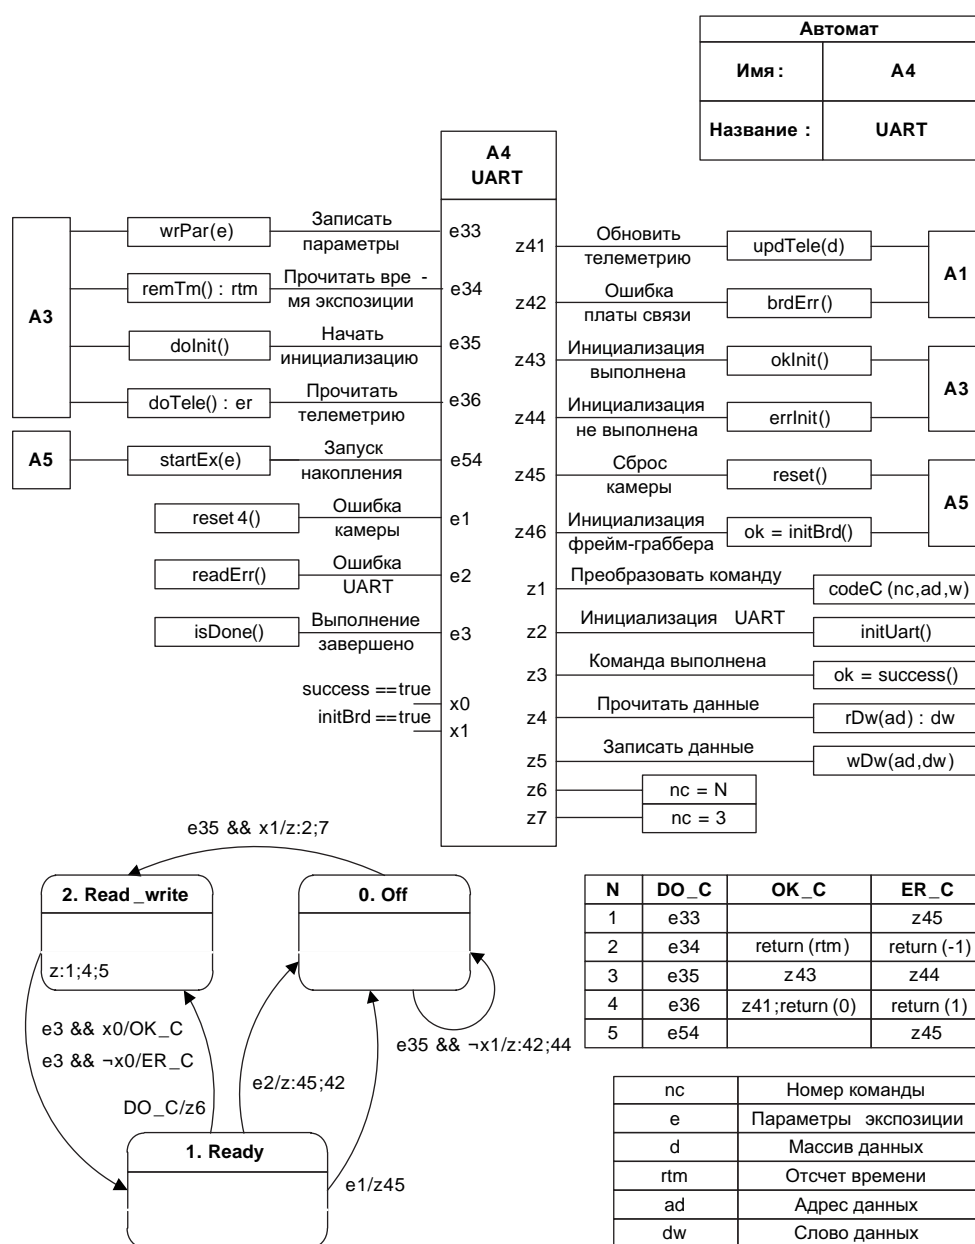 Автомат
Имя : A4
Название : UART
A4
UART
A3
wrPar(e)
Записать
параметры
e33
remTm() : rtm
Прочитать вре -
мя экспозиции
e34
doInit()
Начать
инициализацию
e35
doTele() : er
Прочитать
телеметрию
e36
A5
startEx(e)
Запуск
накопления
e54
reset 4()
Ошибка
камеры
e1
readErr()
Ошибка
UART
e2
isDone()
Выполнение
завершено
e3
success ==true
x0
initBrd ==true
x1
z41
Обновить
телеметрию
updTele(d)
A1
z42
Ошибка
платы связи
brdErr()
z43
Инициализация
выполнена
okInit()
A3
z44
Инициализация
не выполнена
errInit()
z45
Сброс
камеры
reset()
A5
z46
Инициализация
фрейм-граббера
ok = initBrd()
z1
Преобразовать команду
codeC (nc,ad,w)
z2
Инициализация UART
initUart()
z3
Команда выполнена
ok = success()
z4
Прочитать данные
rDw(ad) : dw
z5
Записать данные
wDw(ad,dw)
z6
nc = N
z7
nc = 3
e35 && x1/z:2;7
2. Read _write
z:1;4;5
0. Off
e35 && ¬x1/z:42;44
e3 && x0/OK_C
e3 && ¬x0/ER_C
DO_C/z6
e2/z:45;42
e1/z45
1. Ready
N DO_C OK_C ER_C
1 e33 z45
2 e34 return (rtm) return (-1)
3 e35 z43 z44
4 e36 z41;return (0) return (1)
5 e54 z45
nc Номер команды
e Параметры экспозиции
d Массив данных
rtm Отсчет времени
ad Адрес данных
dw Слово данных